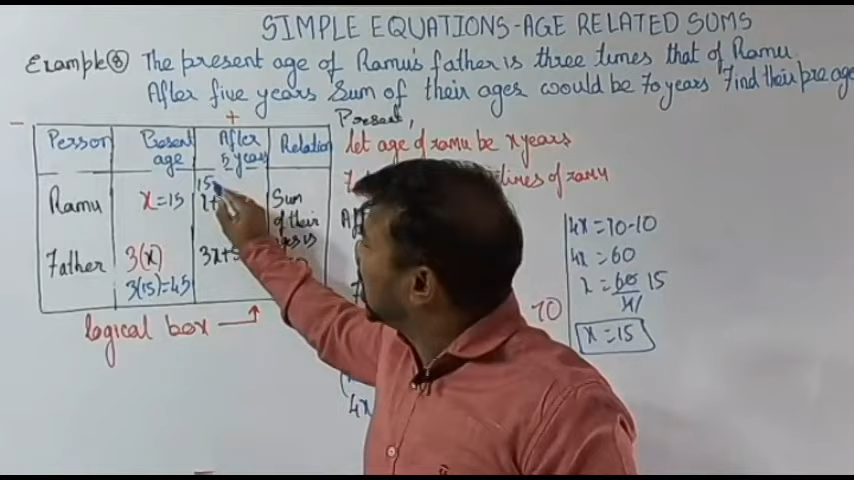 SIMPLE EQUATIONS-AGE RELATED SUMS
Example ⑧ The present age of Ramu's father is three times that of Ramu.
After five years Sum of their ages would be 70 years Find their pre age
− +
Person Present age After 5 years Relation
Ramu x=15 15 Sum of their is
Father 3(x) 3x+5
3(15)=45
logical box →
Present,
let age of ramu be x years
times of ramu
70
4x
4x=70-10
4x=60
x=60/4 15
x=15